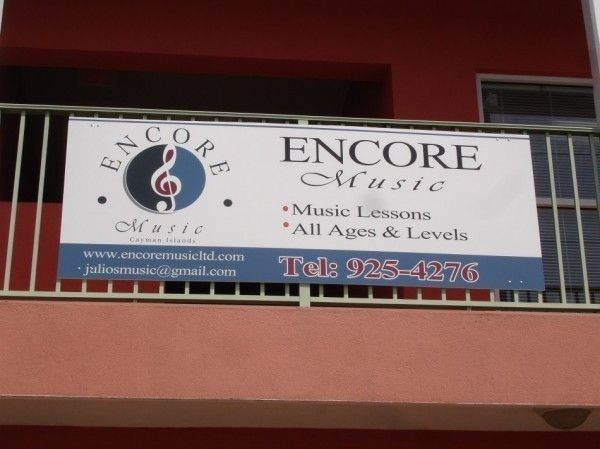 ENCORE
Music
Cayman Islands
www.encoremusicltd.com
juliosmusic@gmail.com
ENCORE
Music
• Music Lessons
• All Ages & Levels
Tel: 925-4276